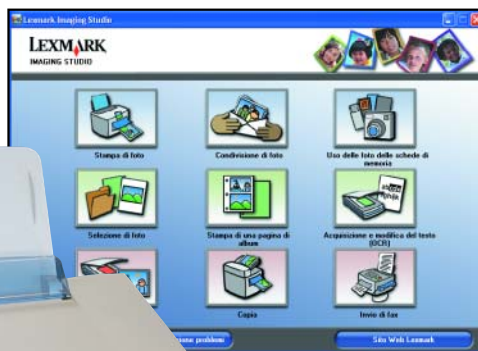 Lexmark Imaging Studio
LEXMARK
IMAGING STUDIO
Stampa di foto
Condivisione di foto
Uso delle foto delle schede di
memoria
Selezione di foto
Stampa di una pagina di
album
Acquisizione e modifica del testo
(OCR)
Copia
Invio di fax
problemi
Sito Web Lexmark